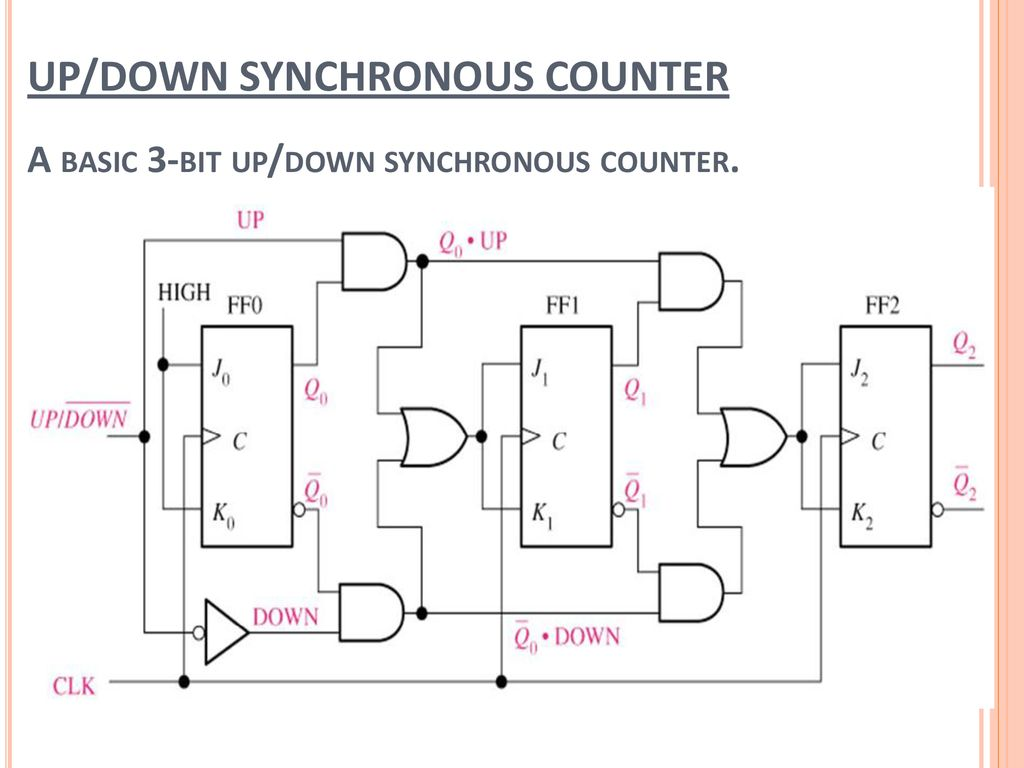 UP/DOWN SYNCHRONOUS COUNTER
A BASIC 3-BIT UP/DOWN SYNCHRONOUS COUNTER.
UP
Q₀ • UP
HIGH
FF0
FF1
FF2
J₀
J₁
J₂
Q₀
Q₁
Q₂
UP/D̅O̅W̅N̅
C
C
C
Q̅₀
Q̅₁
Q̅₂
K₀
K₁
K₂
DOWN
Q̅₀ • DOWN
CLK